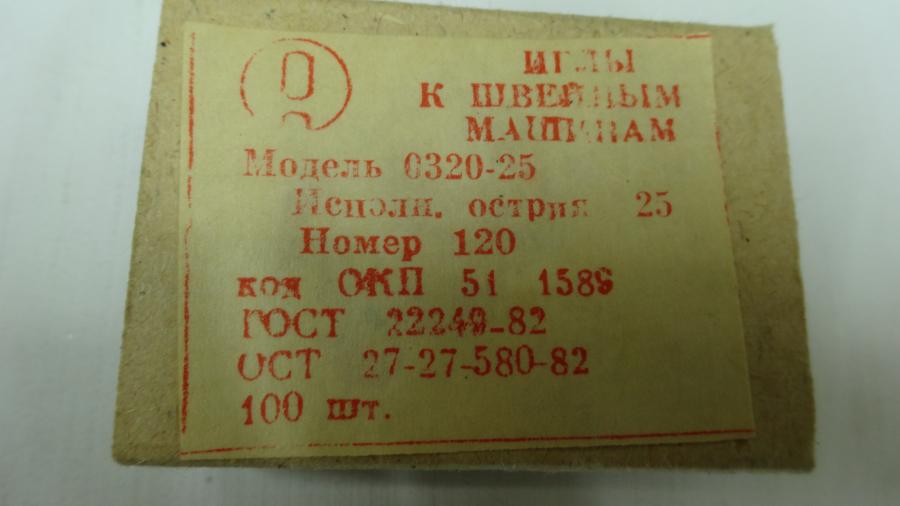 ИГЛЫ
К ШВЕЙНЫМ
МАШИНАМ
Модель 0320-25
Исполн. острия 25
Номер 120
код ОКП 51 1589
ГОСТ 22249-82
ОСТ 27-27-580-82
100 шт.